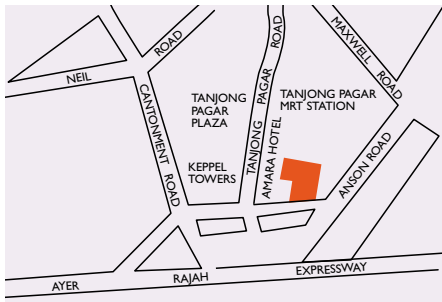 NEIL
ROAD
CANTONMENT ROAD
TANJONG
PAGAR
PLAZA
KEPPEL
TOWERS
TANJONG PAGAR ROAD
AMARA HOTEL
MAXWELL ROAD
TANJONG PAGAR
MRT STATION
ANSON ROAD
AYER
RAJAH
EXPRESSWAY